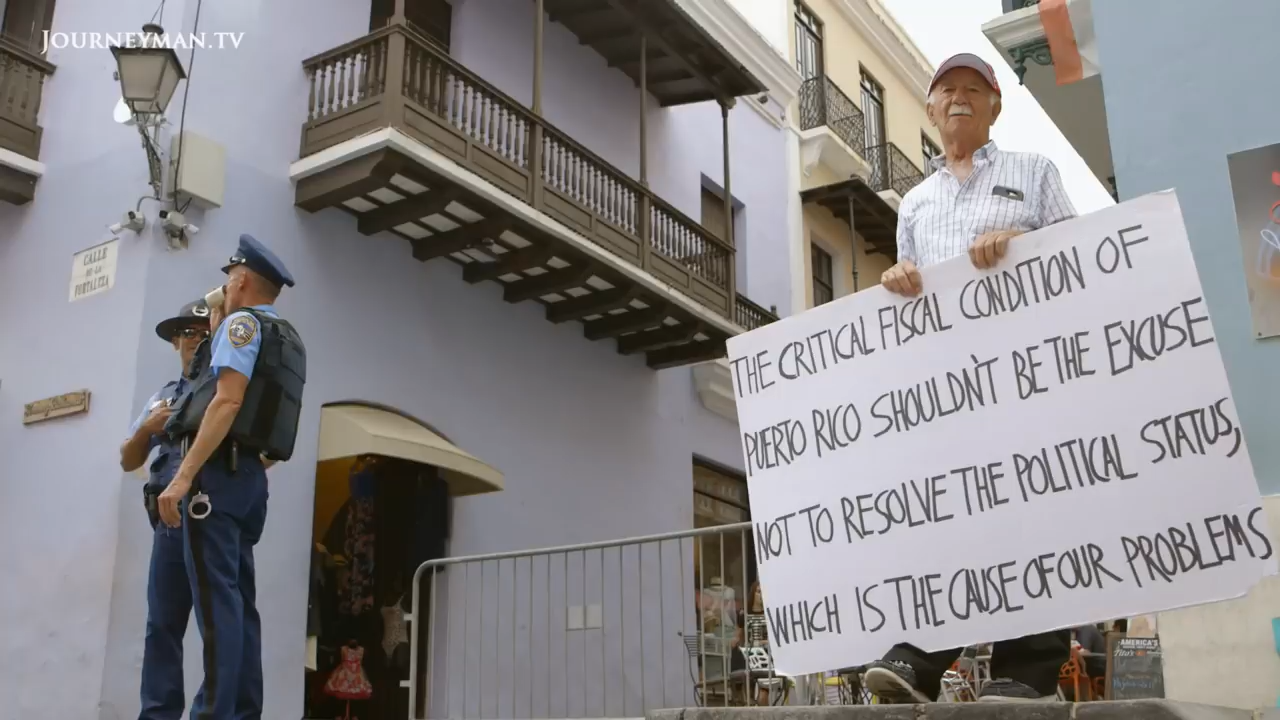 JOURNEYMAN.TV
CALLE
DE LA
FORTALEZA
THE CRITICAL FISCAL CONDITION OF
PUERTO RICO SHOULDN'T BE THE EXCUSE
NOT TO RESOLVE THE POLITICAL STATUS,
WHICH IS THE CAUSE OF OUR PROBLEMS
AMERICA'S